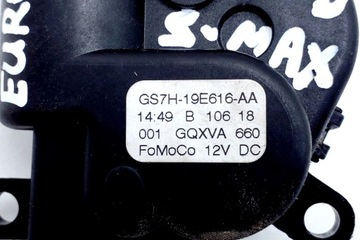 EURO
S-MAX
GS7H-19E616-AA
14:49 B 106 18
001 GQXVA 660
FoMoCo 12V DC